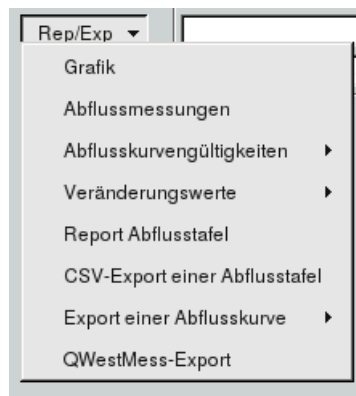 Rep/Exp
Grafik
Abflussmessungen
Abflusskurvengültigkeiten
Veränderungswerte
Report Abflusstafel
CSV-Export einer Abflusstafel
Export einer Abflusskurve
QWestMess-Export